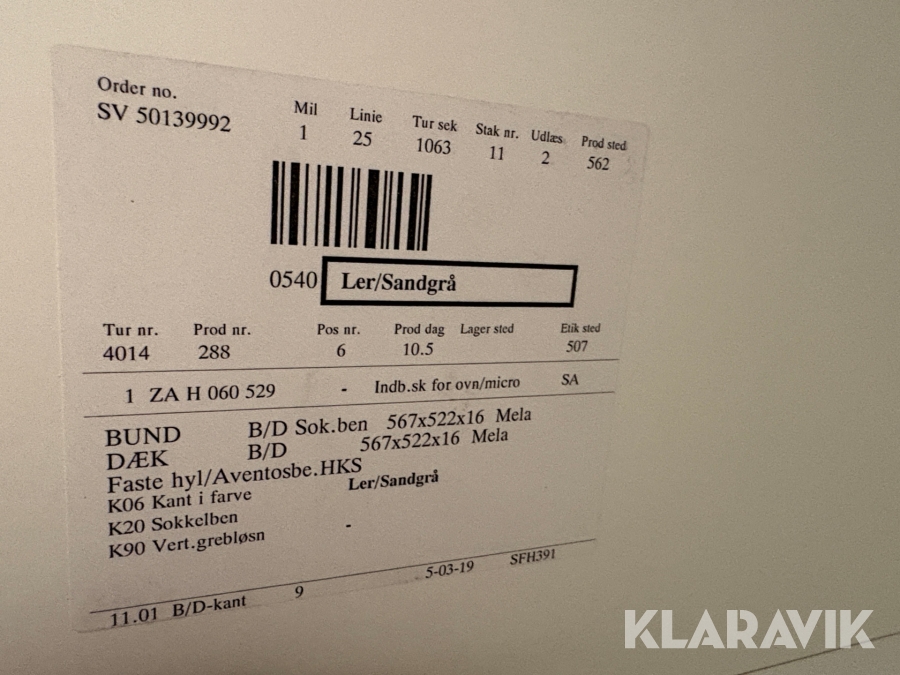 Order no. Mil Linie Tur sek Stak nr. Udlæs Prod sted
SV 50139992 1 25 1063 11 2 562
0540 Ler/Sandgrå
Tur nr. Prod nr. Pos nr. Prod dag Lager sted Etik sted
4014 288 6 10.5 507
1 ZA H 060 529 - Indb.sk for ovn/micro SA
BUND B/D Sok.ben 567x522x16 Mela
DÆK B/D 567x522x16 Mela
Faste hyl/Aventosbe.HKS
K06 Kant i farve Ler/Sandgrå
K20 Sokkelben
K90 Vert.grebløsn -
11.01 B/D-kant 9 5-03-19 SFH391
KLARAVIK